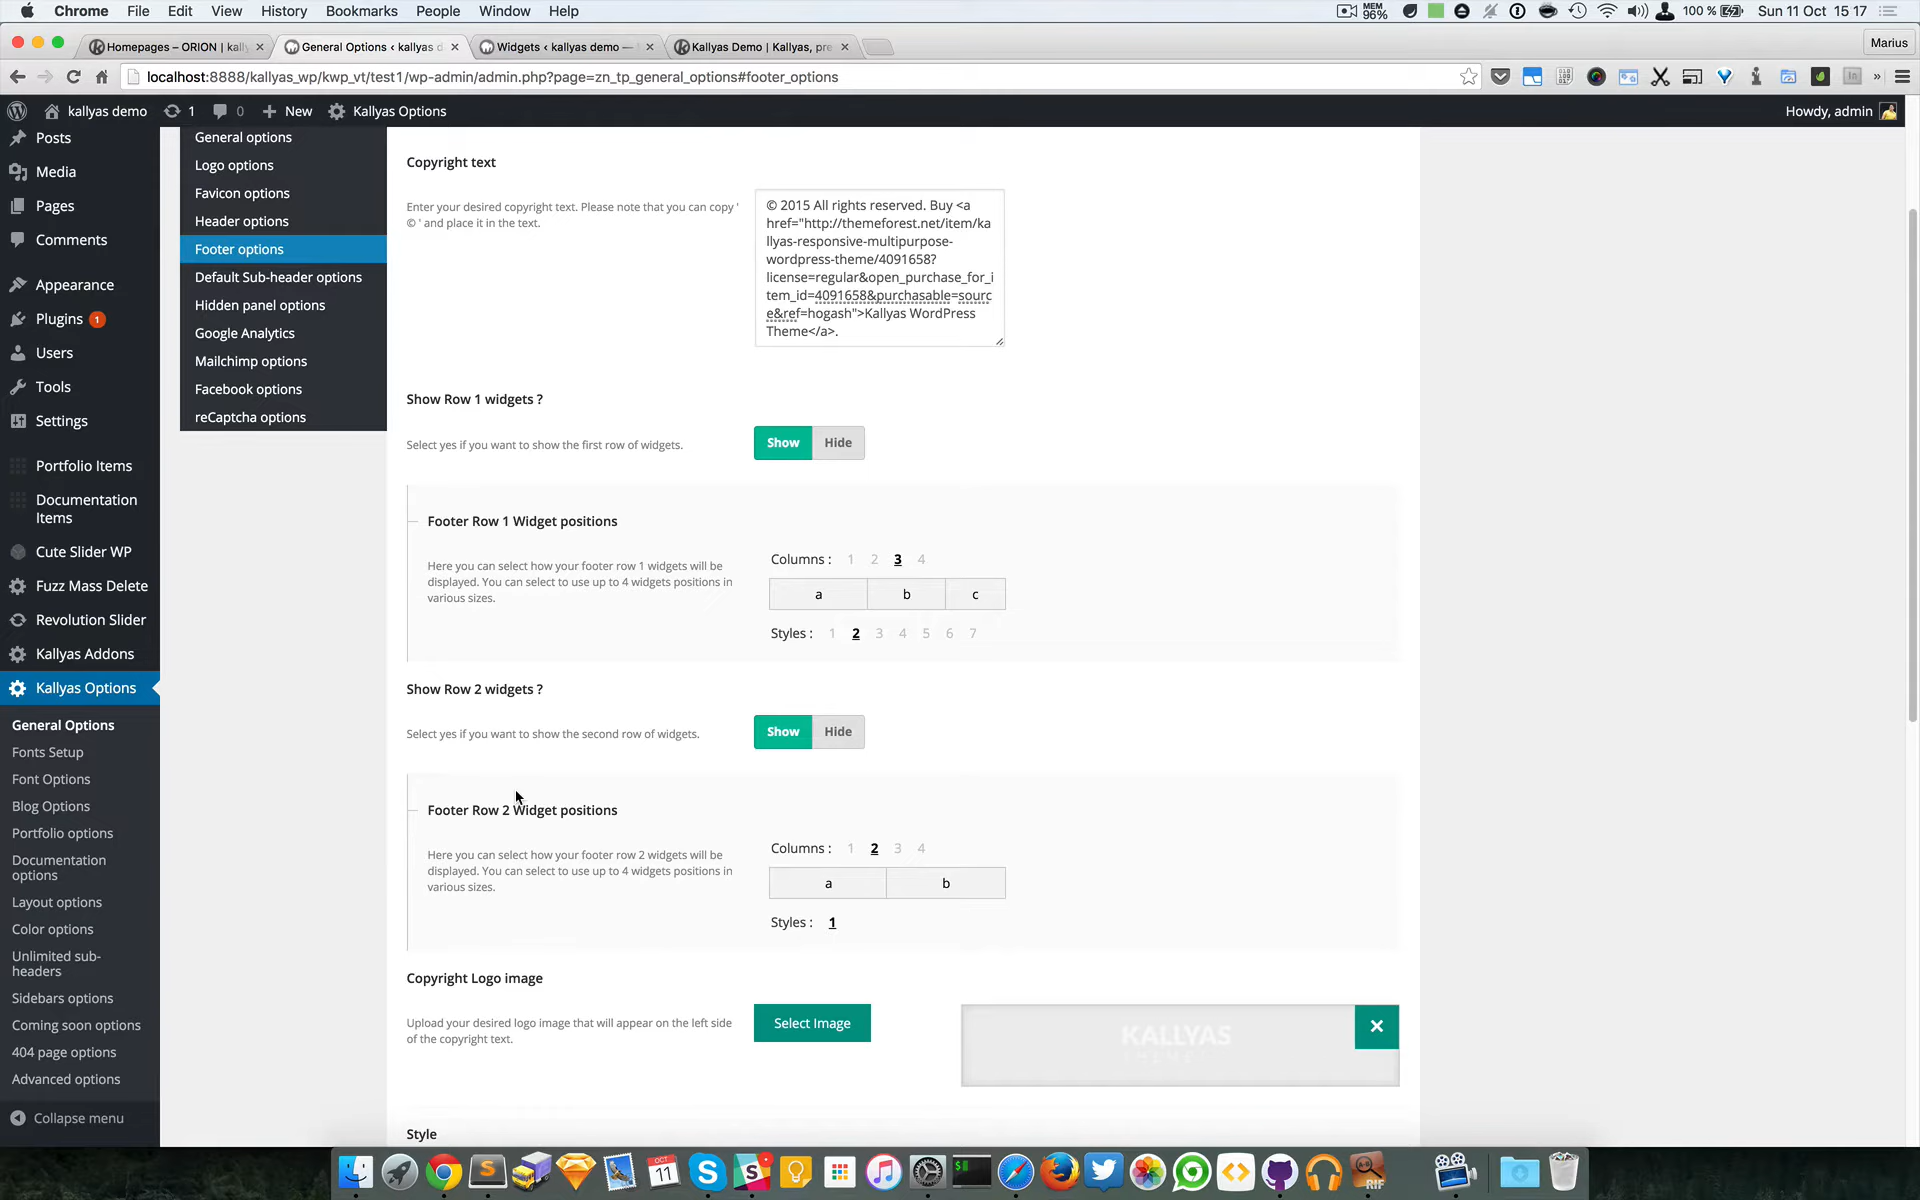 Chrome File Edit View History Bookmarks People Window Help
MEM 96% 100 % Sun 11 Oct 15 17
Homepages – ORION | kall
General Options ‹ kallyas d
Widgets ‹ kallyas demo —
Kallyas Demo | Kallyas, pre
Marius
localhost:8888/kallyas_wp/kwp_vt/test1/wp-admin/admin.php?page=zn_tp_general_options#footer_options
kallyas demo 1 0 New Kallyas Options
Howdy, admin
Posts
Media
Pages
Comments
Appearance
Plugins 1
Users
Tools
Settings
Portfolio Items
Documentation
Items
Cute Slider WP
Fuzz Mass Delete
Revolution Slider
Kallyas Addons
Kallyas Options
General Options
Fonts Setup
Font Options
Blog Options
Portfolio options
Documentation
options
Layout options
Color options
Unlimited sub-
headers
Sidebars options
Coming soon options
404 page options
Advanced options
Collapse menu
General options
Logo options
Favicon options
Header options
Footer options
Default Sub-header options
Hidden panel options
Google Analytics
Mailchimp options
Facebook options
reCaptcha options
Copyright text
Enter your desired copyright text. Please note that you can copy '
© ' and place it in the text.
© 2015 All rights reserved. Buy <a
href="http://themeforest.net/item/ka
llyas-responsive-multipurpose-
wordpress-theme/4091658?
license=regular&open_purchase_for_i
tem_id=4091658&purchasable=sourc
e&ref=hogash">Kallyas WordPress
Theme</a>.
Show Row 1 widgets ?
Select yes if you want to show the first row of widgets.
Show Hide
Footer Row 1 Widget positions
Here you can select how your footer row 1 widgets will be
displayed. You can select to use up to 4 widgets positions in
various sizes.
Columns : 1 2 3 4
a b c
Styles : 1 2 3 4 5 6 7
Show Row 2 widgets ?
Select yes if you want to show the second row of widgets.
Show Hide
Footer Row 2 Widget positions
Here you can select how your footer row 2 widgets will be
displayed. You can select to use up to 4 widgets positions in
various sizes.
Columns : 1 2 3 4
a b
Styles : 1
Copyright Logo image
Upload your desired logo image that will appear on the left side
of the copyright text.
Select Image
KALLYAS
THEME
Style
OCT
11
RIF